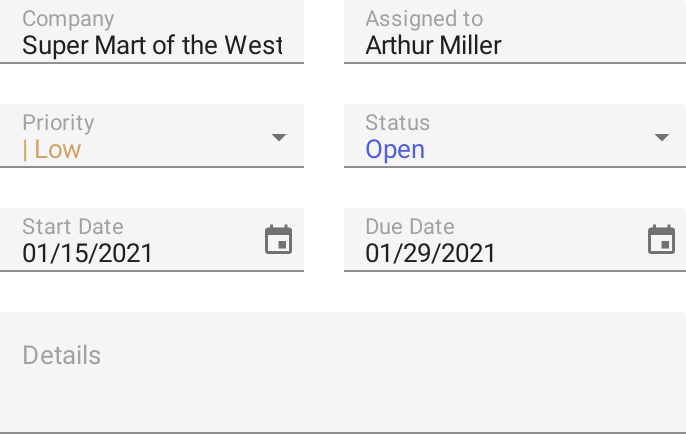 Company
Super Mart of the West
Assigned to
Arthur Miller
Priority
| Low
Status
Open
Start Date
01/15/2021
Due Date
01/29/2021
Details